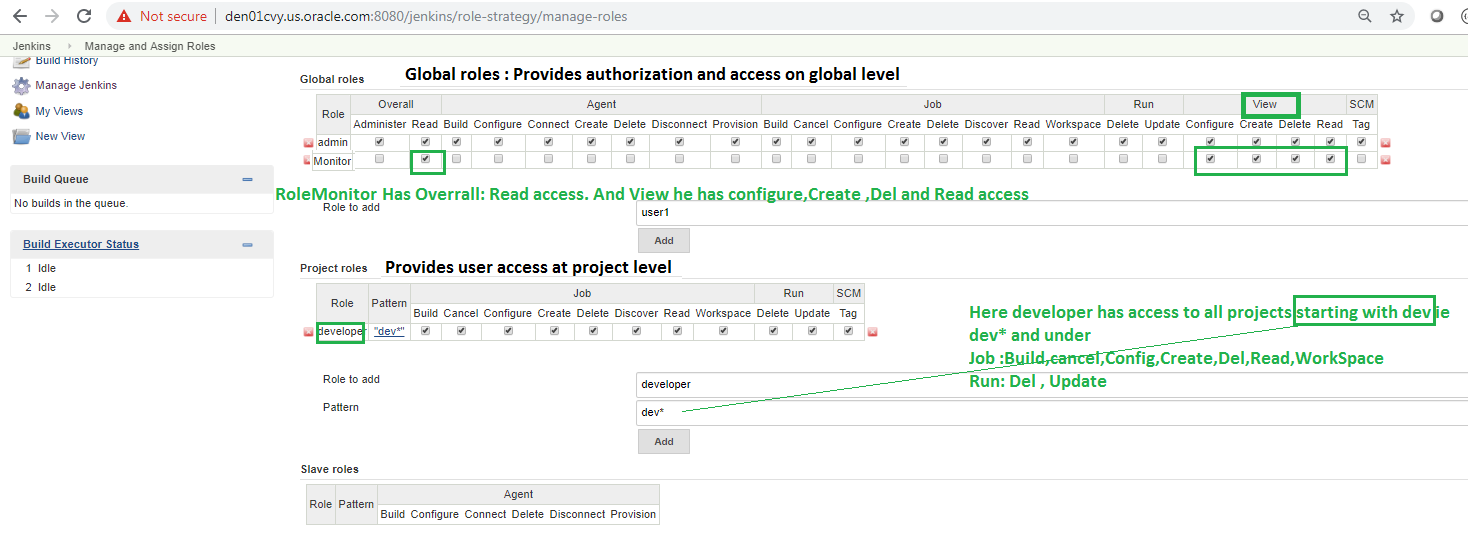 Not secure | den01cvy.us.oracle.com:8080/jenkins/role-strategy/manage-roles
Jenkins Manage and Assign Roles
Build History
Manage Jenkins
My Views
New View
Build Queue
No builds in the queue.
Build Executor Status
1 Idle
2 Idle
Global roles Global roles : Provides authorization and access on global level
Role Overall Agent Job Run View SCM
Administer Read Build Configure Connect Create Delete Disconnect Provision Build Cancel Configure Create Delete Discover Read Workspace Delete Update Configure Create Delete Read Tag
admin
Monitor
RoleMonitor Has Overrall: Read access. And View he has configure,Create ,Del and Read access
Role to add user1
Add
Project roles Provides user access at project level
Role Pattern Job Run SCM
Build Cancel Configure Create Delete Discover Read Workspace Delete Update Tag
developer "dev*"
Here developer has access to all projects starting with dev ie
dev* and under
Job :Build,cancel,Config,Create,Del,Read,WorkSpace
Run: Del , Update
Role to add developer
Pattern dev*
Add
Slave roles
Role Pattern Agent
Build Configure Connect Delete Disconnect Provision